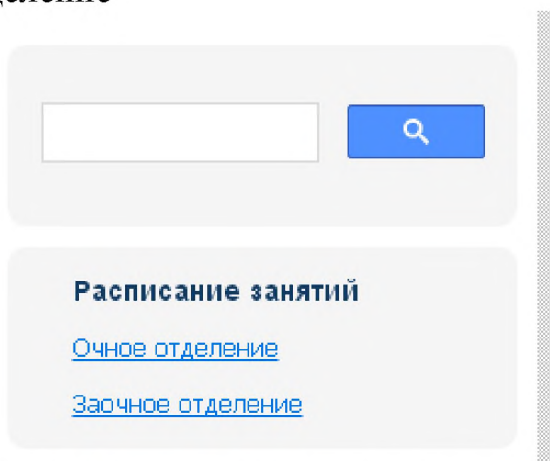 Расписание занятий
Очное отделение
Заочное отделение